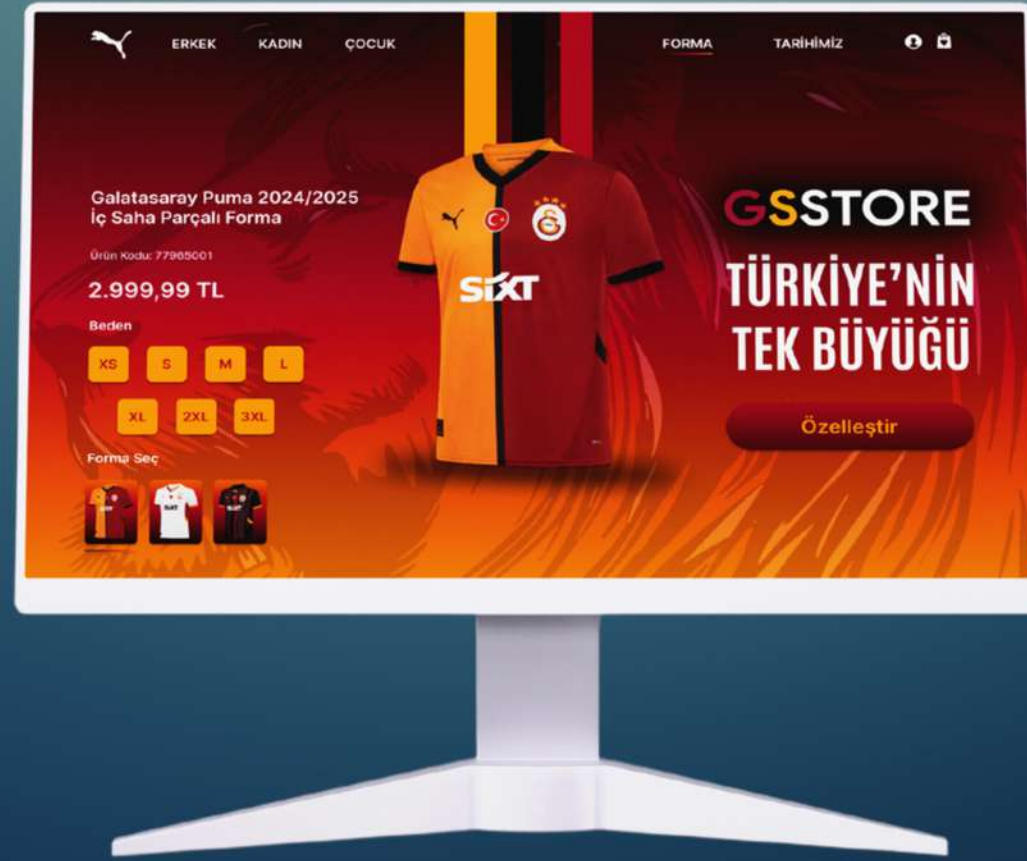 ERKEK KADIN ÇOCUK FORMA TARİHİMİZ
Galatasaray Puma 2024/2025
İç Saha Parçalı Forma
Ürün Kodu: 77965001
2.999,99 TL
Beden
XS S M L
XL 2XL 3XL
Forma Seç
SIXT
SIXT
GSSTORE
TÜRKİYE'NİN
TEK BÜYÜĞÜ
Özelleştir